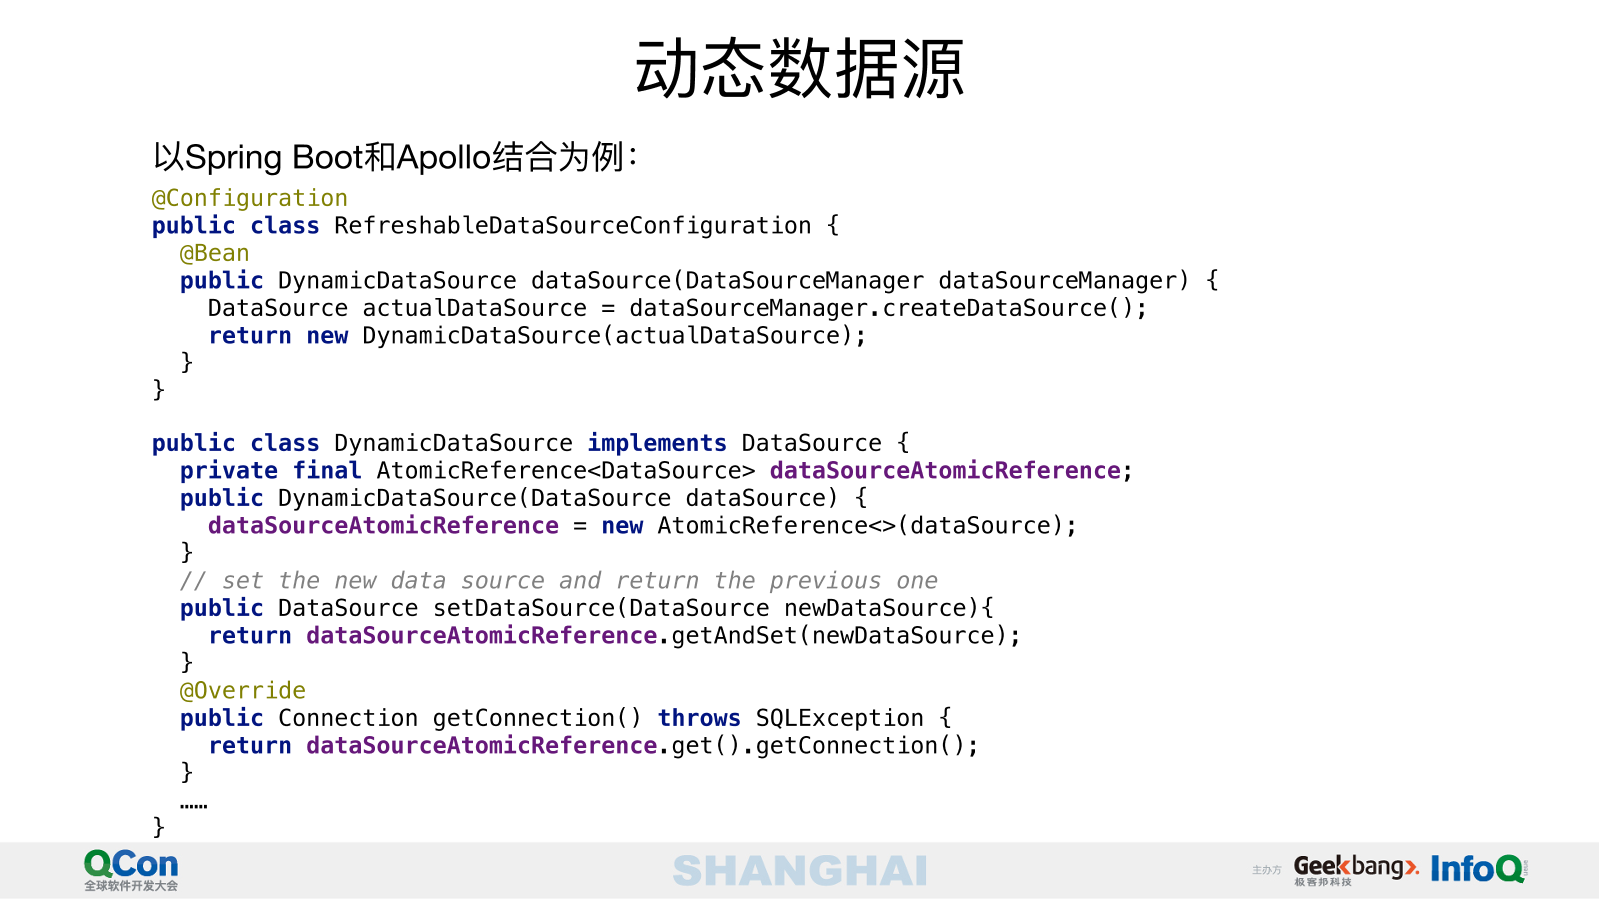 动态数据源
以Spring Boot和Apollo结合为例：
@Configuration
public class RefreshableDataSourceConfiguration {
  @Bean
  public DynamicDataSource dataSource(DataSourceManager dataSourceManager) {
    DataSource actualDataSource = dataSourceManager.createDataSource();
    return new DynamicDataSource(actualDataSource);
  }
}

public class DynamicDataSource implements DataSource {
  private final AtomicReference<DataSource> dataSourceAtomicReference;
  public DynamicDataSource(DataSource dataSource) {
    dataSourceAtomicReference = new AtomicReference<>(dataSource);
  }
  // set the new data source and return the previous one
  public DataSource setDataSource(DataSource newDataSource){
    return dataSourceAtomicReference.getAndSet(newDataSource);
  }
  @Override
  public Connection getConnection() throws SQLException {
    return dataSourceAtomicReference.get().getConnection();
  }
  ……
}
QCon
全球软件开发大会
SHANGHAI
主办方
Geekbang>.
极客邦科技
InfoQ